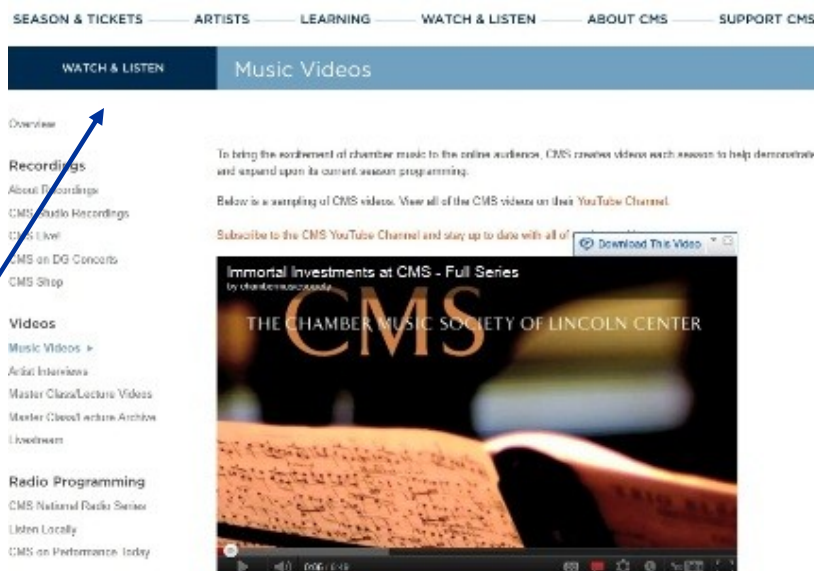 SEASON & TICKETS ARTISTS LEARNING WATCH & LISTEN ABOUT CMS SUPPORT CMS
WATCH & LISTEN
Music Videos
Overview
Recordings
About Recordings
CMS Studio Recordings
CMS Live!
CMS on DG Concerts
CMS Shop
Videos
Music Videos
Artist Interviews
Master Class/Lecture Videos
Master Class/Lecture Archive
Livestream
Radio Programming
CMS National Radio Series
Listen Locally
CMS on Performance Today
To bring the excitement of chamber music to the online audience, CMS creates videos each season to help demonstrate
and expand upon its current season programming.
Below is a sampling of CMS videos. View all of the CMS videos on their YouTube Channel.
Subscribe to the CMS YouTube Channel and stay up to date with all of
Download This Video
Immortal Investments at CMS - Full Series
by chambermusicsociety
CMS
THE CHAMBER MUSIC SOCIETY OF LINCOLN CENTER
0:06 / 6:49